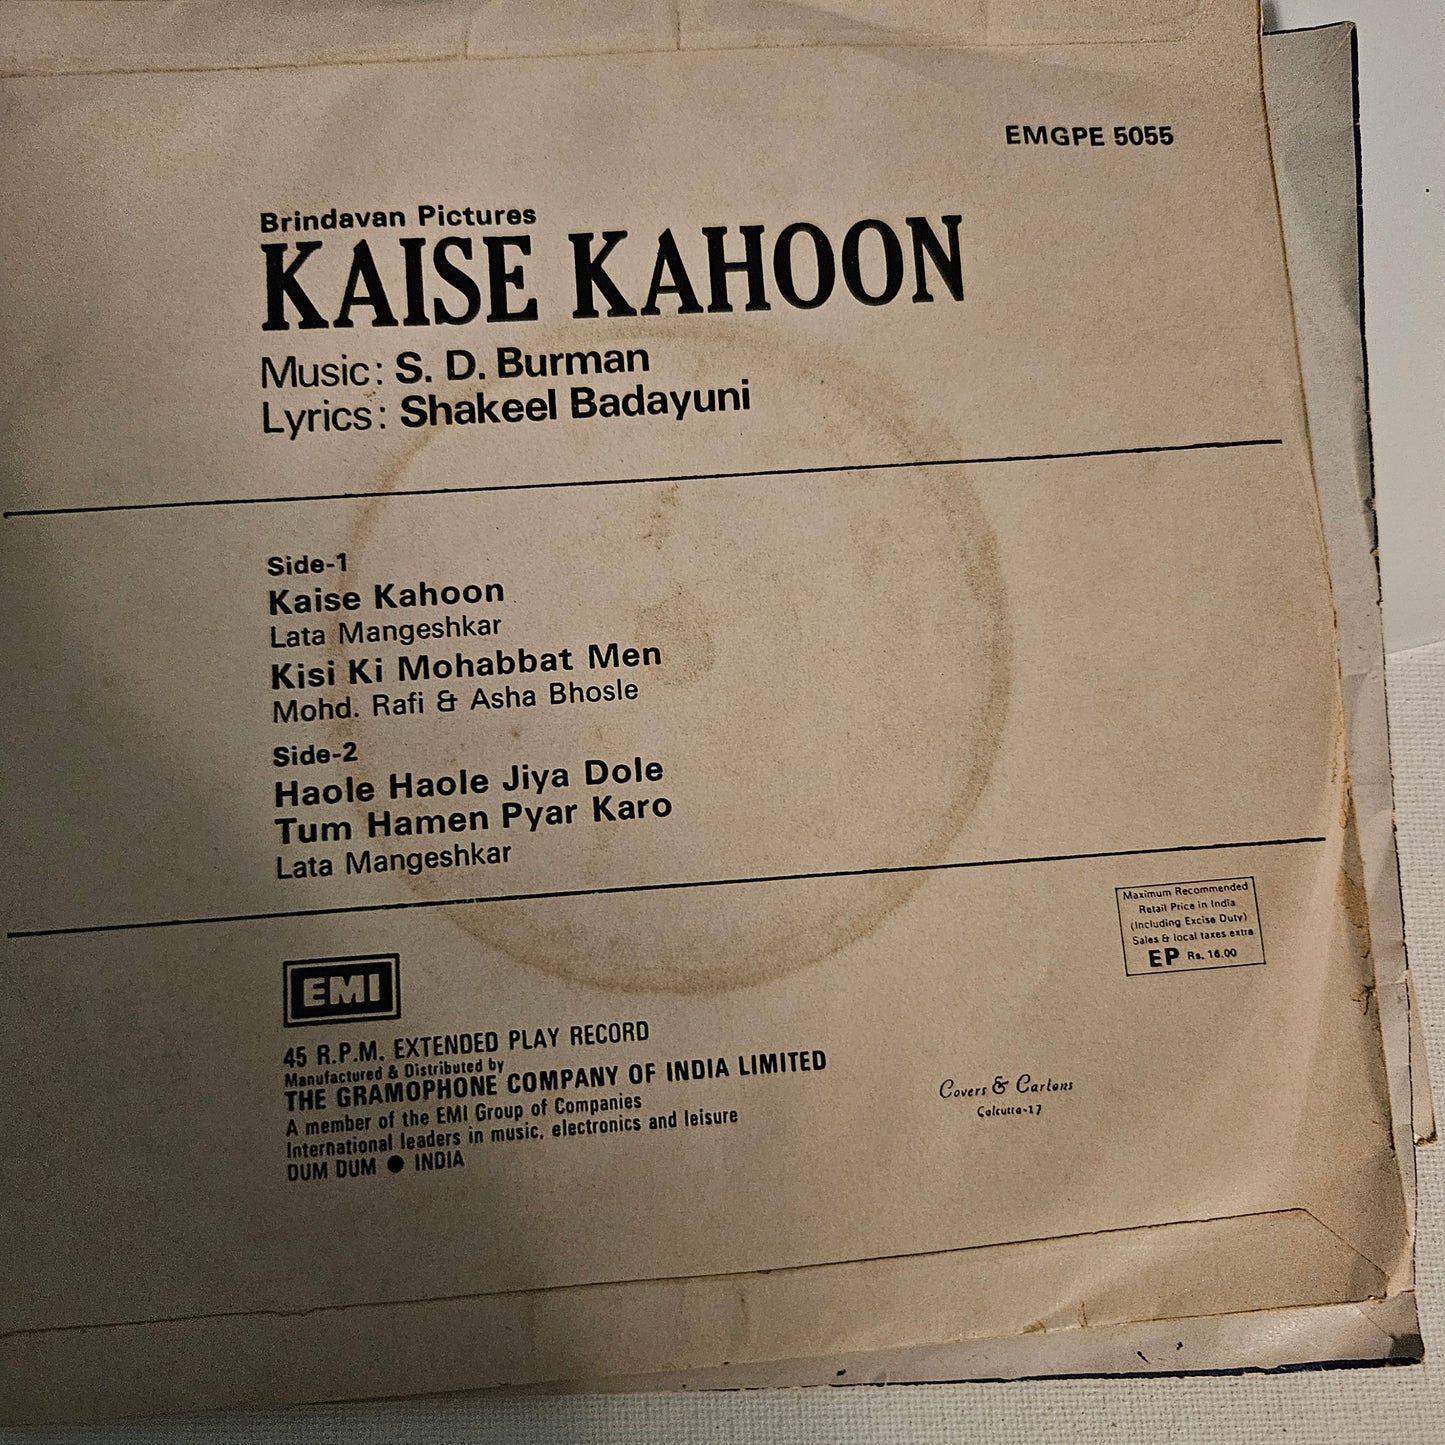 EMGPE 5055
Brindavan Pictures
KAISE KAHOON
Music: S. D. Burman
Lyrics: Shakeel Badayuni
Side-1
Kaise Kahoon
Lata Mangeshkar
Kisi Ki Mohabbat Men
Mohd. Rafi & Asha Bhosle
Side-2
Haole Haole Jiya Dole
Tum Hamen Pyar Karo
Lata Mangeshkar
Maximum Recommended
Retail Price in India
(Including Excise Duty)
Sales & local taxes extra
EP Rs. 16.00
EMI
45 R.P.M. EXTENDED PLAY RECORD
Manufactured & Distributed by
THE GRAMOPHONE COMPANY OF INDIA LIMITED
A member of the EMI Group of Companies
International leaders in music, electronics and leisure
DUM DUM ● INDIA
Covers & Cartons
Calcutta-17